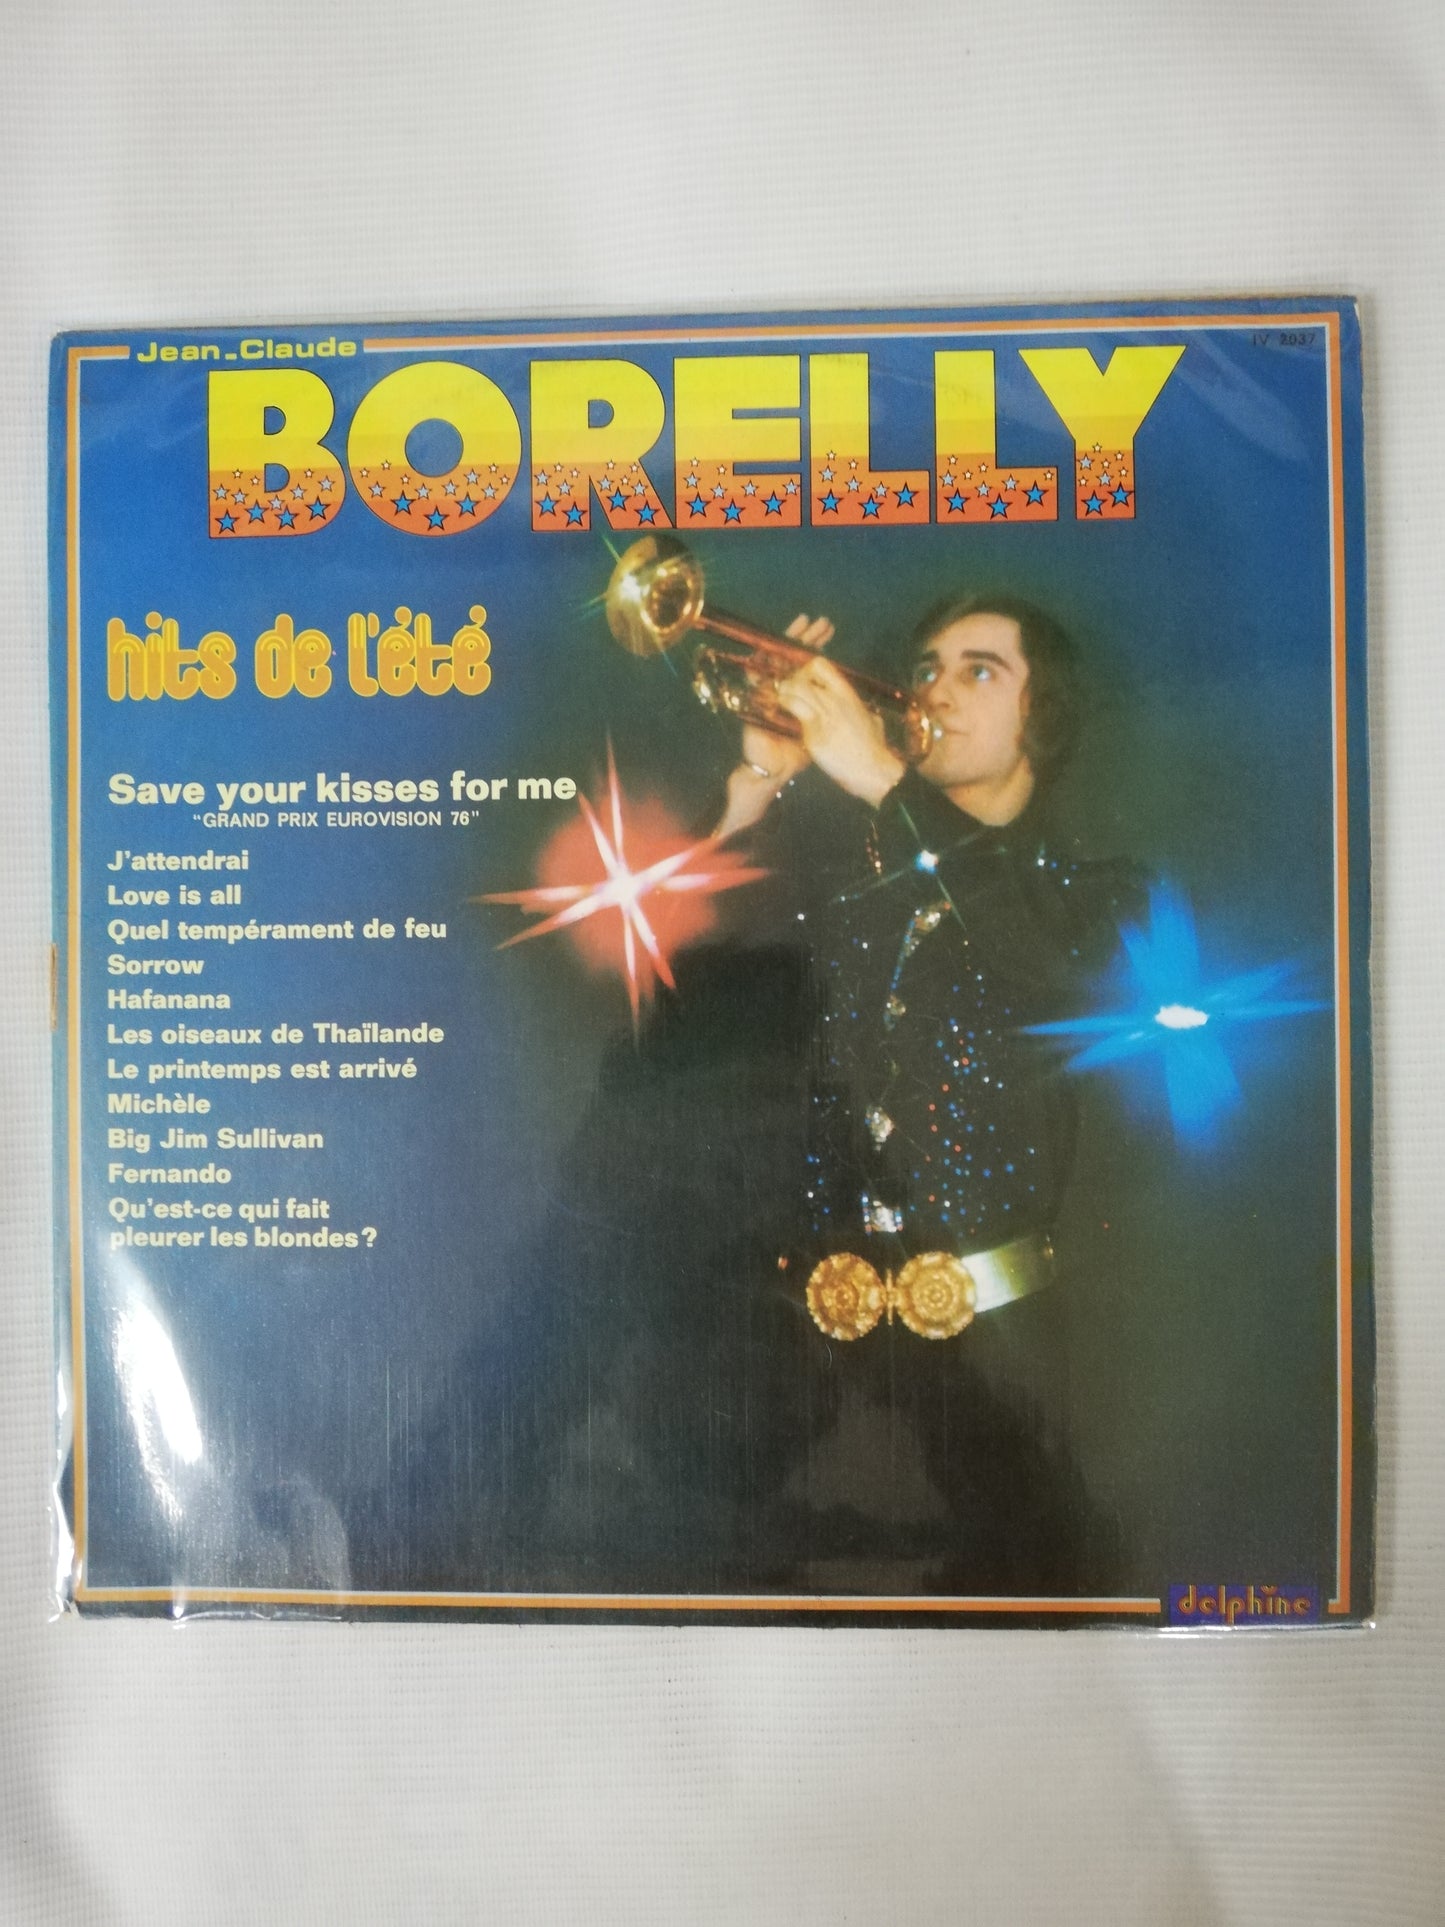 Jean-Claude
IV 2037
BORELLY
hits de l'été
Save your kisses for me
"GRAND PRIX EUROVISION 76"
J'attendrai
Love is all
Quel tempérament de feu
Sorrow
Hafanana
Les oiseaux de Thaïlande
Le printemps est arrivé
Michèle
Big Jim Sullivan
Fernando
Qu'est-ce qui fait
pleurer les blondes ?
delphine